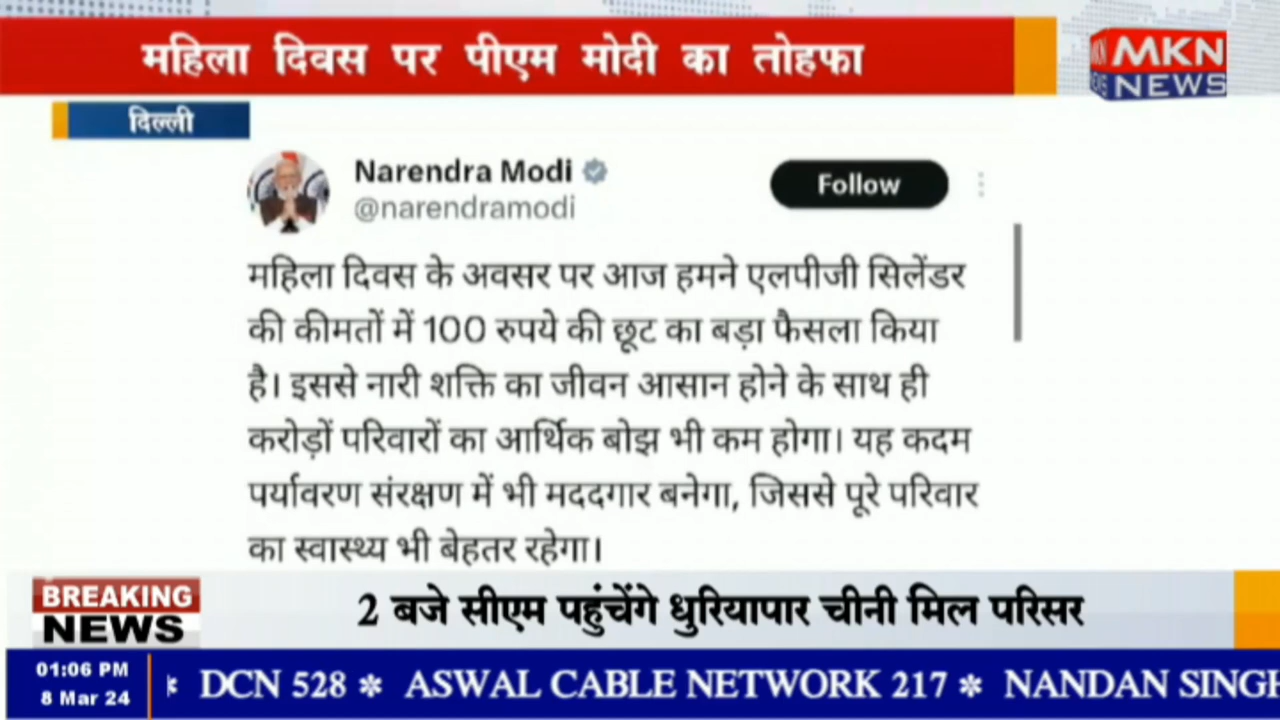 महिला दिवस पर पीएम मोदी का तोहफा
MKN
NEWS
दिल्ली
Narendra Modi
@narendramodi
Follow
महिला दिवस के अवसर पर आज हमने एलपीजी सिलेंडर
की कीमतों में 100 रुपये की छूट का बड़ा फैसला किया
है। इससे नारी शक्ति का जीवन आसान होने के साथ ही
करोड़ों परिवारों का आर्थिक बोझ भी कम होगा। यह कदम
पर्यावरण संरक्षण में भी मददगार बनेगा, जिससे पूरे परिवार
का स्वास्थ्य भी बेहतर रहेगा।
BREAKING
NEWS
2 बजे सीएम पहुंचेंगे धुरियापार चीनी मिल परिसर
01:06 PM
8 Mar 24
DCN 528 * ASWAL CABLE NETWORK 217 * NANDAN SINGH